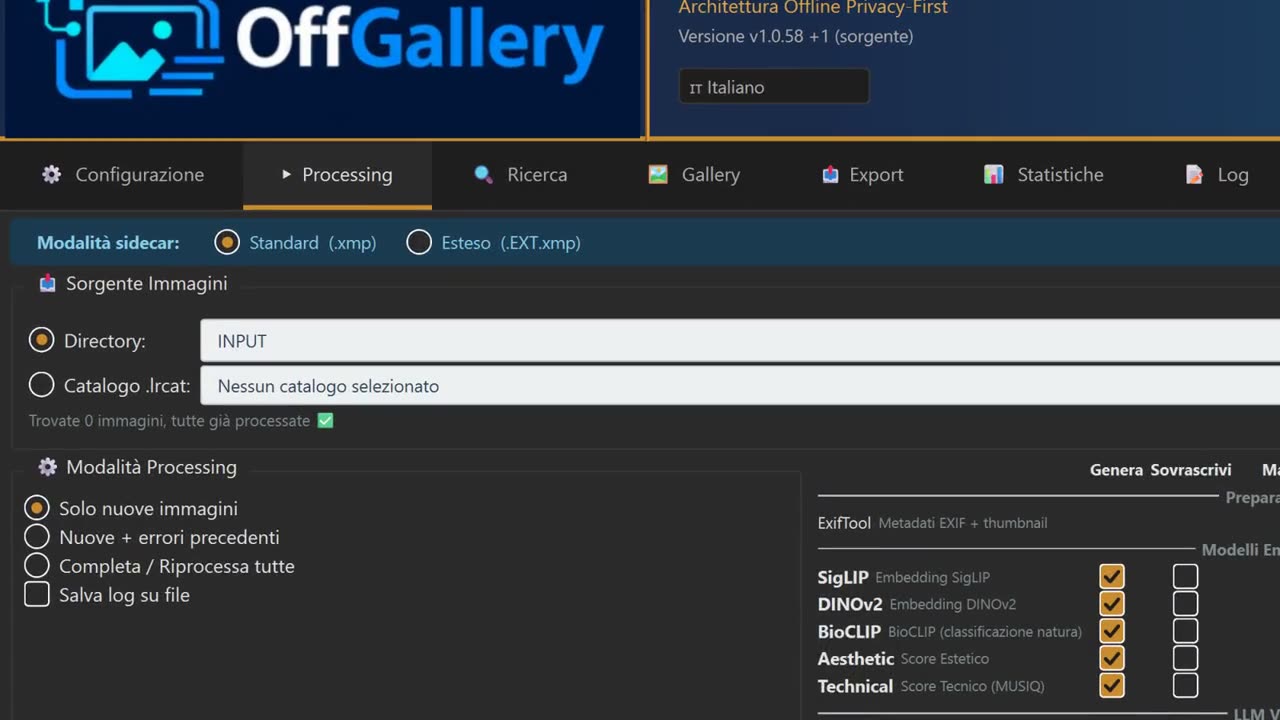 OffGallery
Architettura Offline Privacy-First
Versione v1.0.58 +1 (sorgente)
IT Italiano
Configurazione Processing Ricerca Gallery Export Statistiche Log
Modalità sidecar: Standard (.xmp) Esteso (.EXT.xmp)
Sorgente Immagini
Directory: INPUT
Catalogo .lrcat: Nessun catalogo selezionato
Trovate 0 immagini, tutte già processate
Modalità Processing
Solo nuove immagini
Nuove + errori precedenti
Completa / Riprocessa tutte
Salva log su file
Genera Sovrascrivi
ExifTool Metadati EXIF + thumbnail
Modelli
SigLIP Embedding SigLIP
DINOv2 Embedding DINOv2
BioCLIP BioCLIP (classificazione natura)
Aesthetic Score Estetico
Technical Score Tecnico (MUSIQ)
LLM